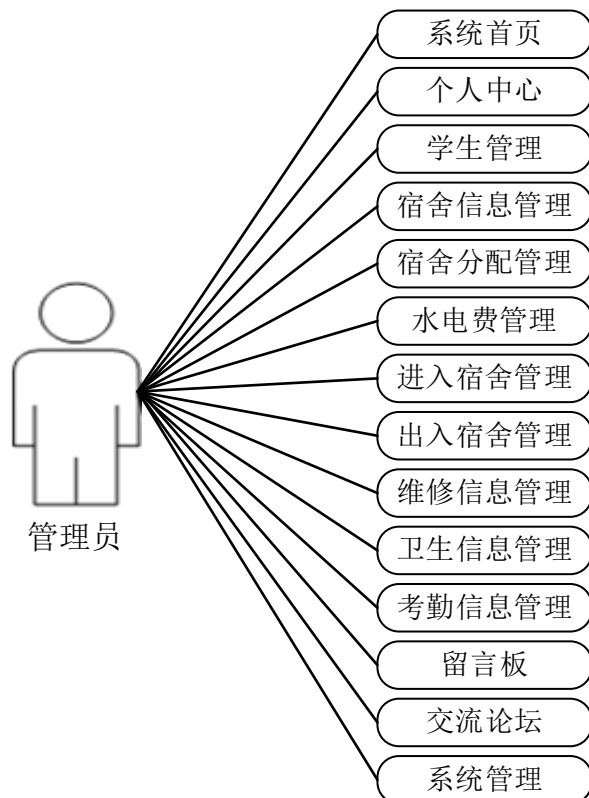 系统首页
个人中心
学生管理
宿舍信息管理
宿舍分配管理
水电费管理
进入宿舍管理
出入宿舍管理
维修信息管理
卫生信息管理
考勤信息管理
留言板
交流论坛
系统管理
管理员